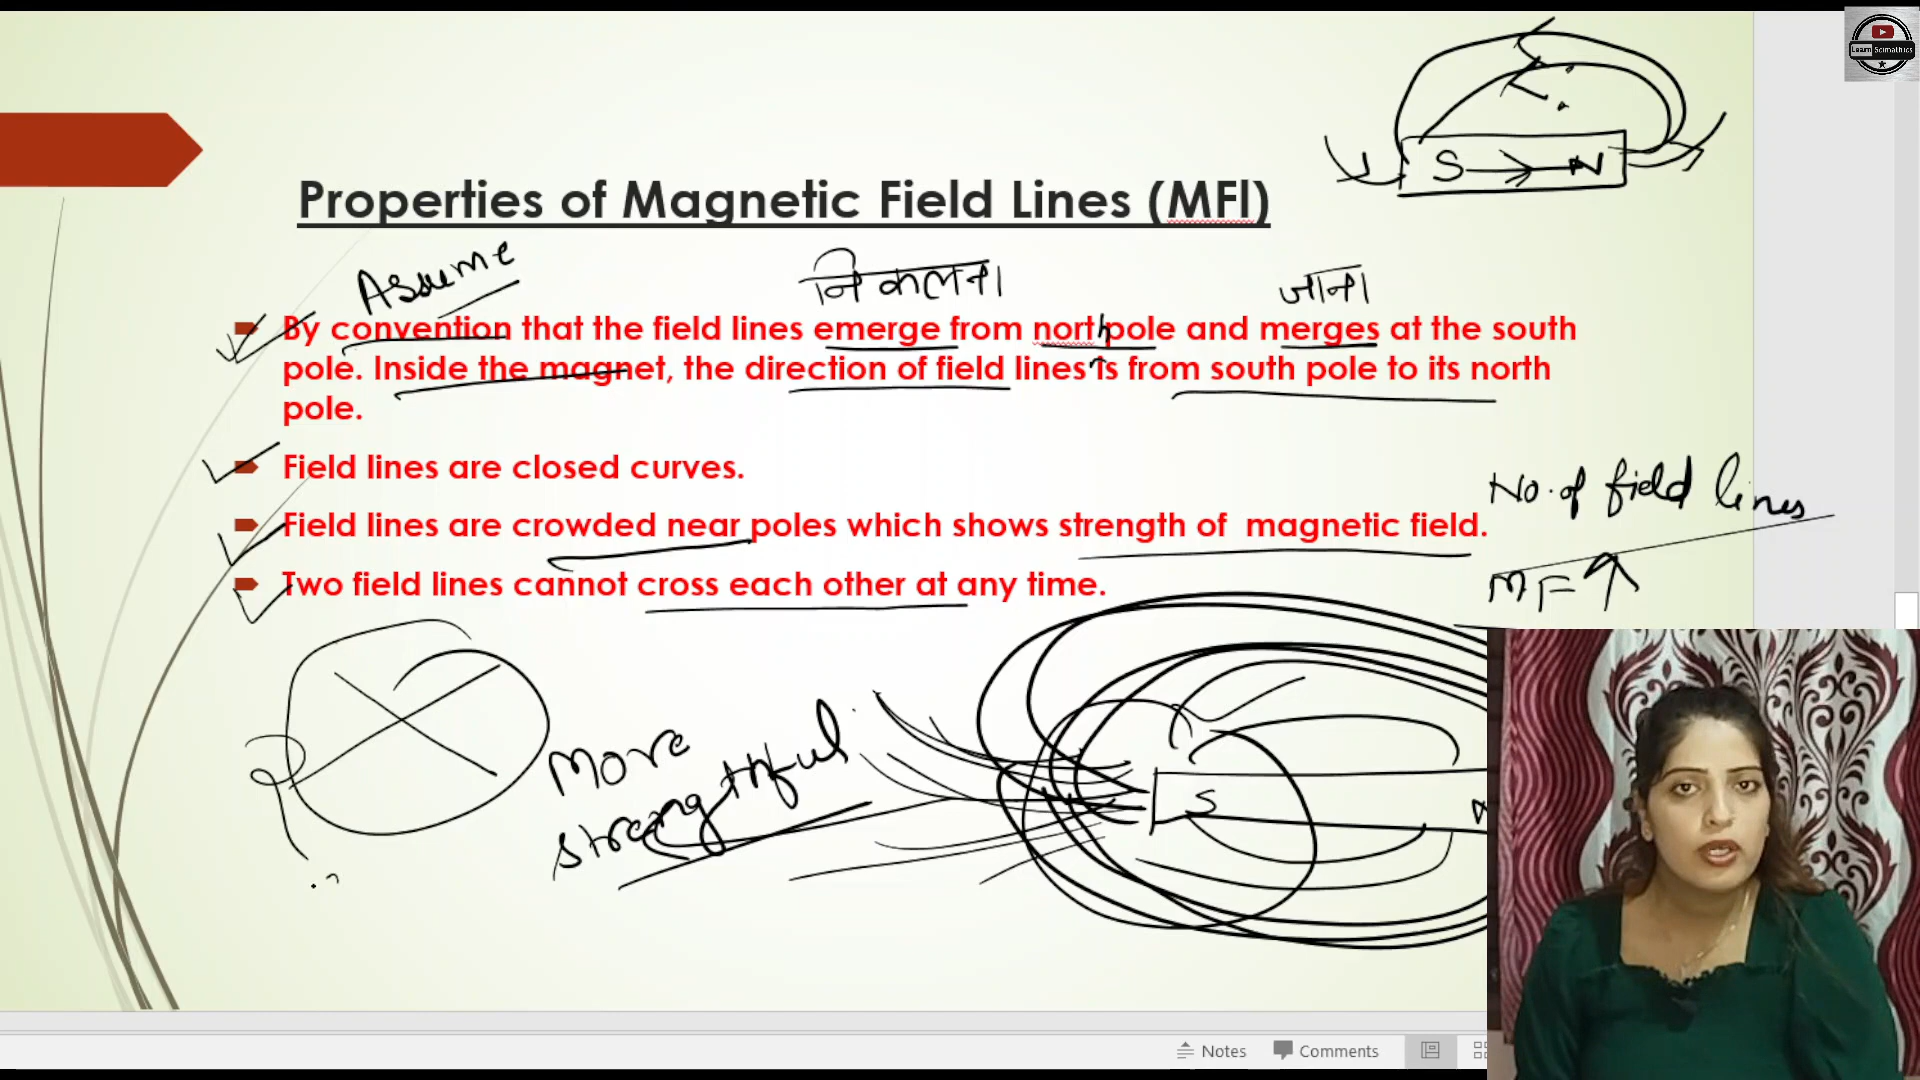 Learn Scimathics
S N
Properties of Magnetic Field Lines (MFl)
Assume
निकलना
जाना
By convention that the field lines emerge from north pole and merges at the south
pole. Inside the magnet, the direction of field lines is from south pole to its north
pole.
Field lines are closed curves.
No. of field lines
Field lines are crowded near poles which shows strength of magnetic field.
MF
Two field lines cannot cross each other at any time.
More
strengthful
S
Notes
Comments